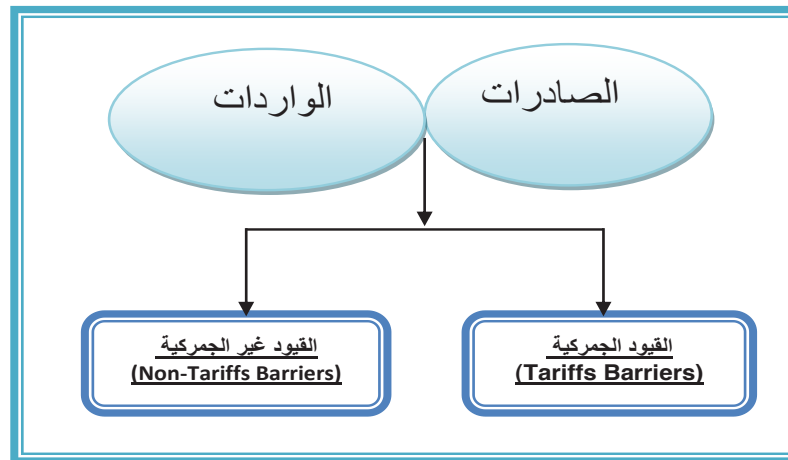 الصادرات
الواردات
القيود الجمركية
(Tariffs Barriers)
القيود غير الجمركية
(Non-Tariffs Barriers)